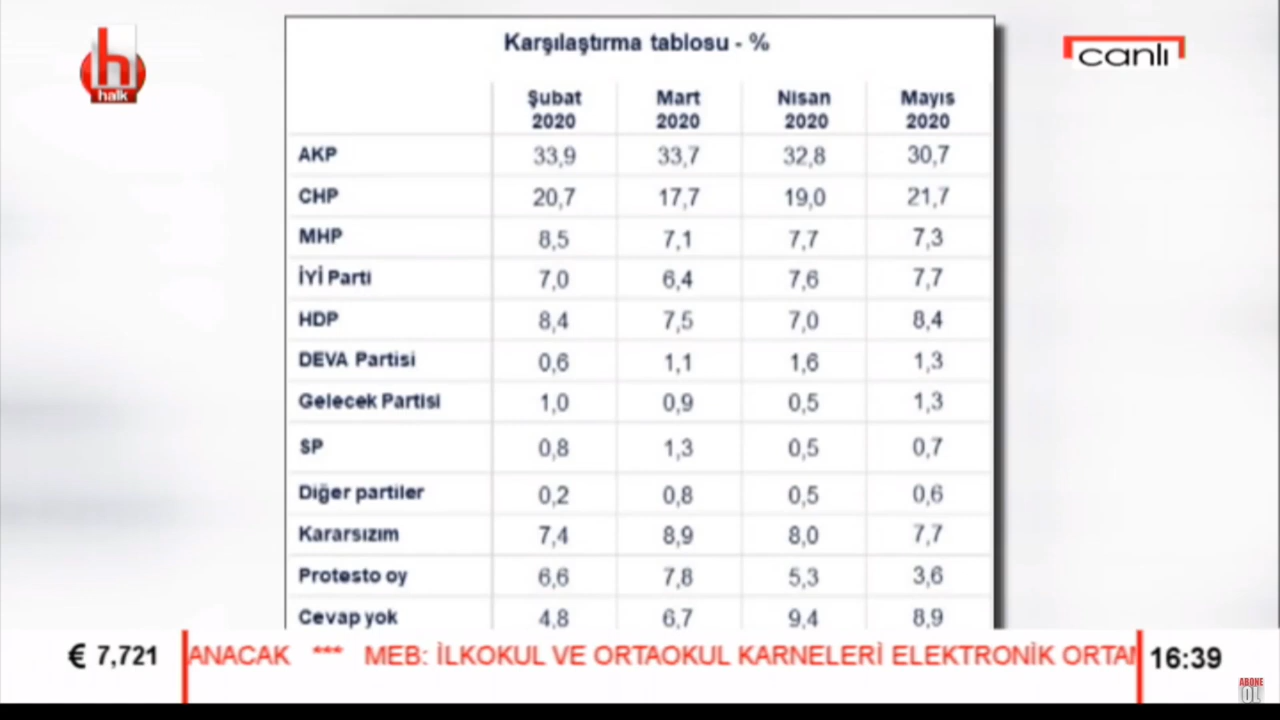 h
halk
canlı
Karşılaştırma tablosu - %
Şubat 2020 Mart 2020 Nisan 2020 Mayıs 2020
AKP 33,9 33,7 32,8 30,7
CHP 20,7 17,7 19,0 21,7
MHP 8,5 7,1 7,7 7,3
İYİ Parti 7,0 6,4 7,6 7,7
HDP 8,4 7,5 7,0 8,4
DEVA Partisi 0,6 1,1 1,6 1,3
Gelecek Partisi 1,0 0,9 0,5 1,3
SP 0,8 1,3 0,5 0,7
Diğer partiler 0,2 0,8 0,5 0,6
Kararsızım 7,4 8,9 8,0 7,7
Protesto oy 6,6 7,8 5,3 3,6
Cevap yok 4,8 6,7 9,4 8,9
€ 7,721 ANACAK *** MEB: İLKOKUL VE ORTAOKUL KARNELERİ ELEKTRONİK ORTAM 16:39
ABONE
OL